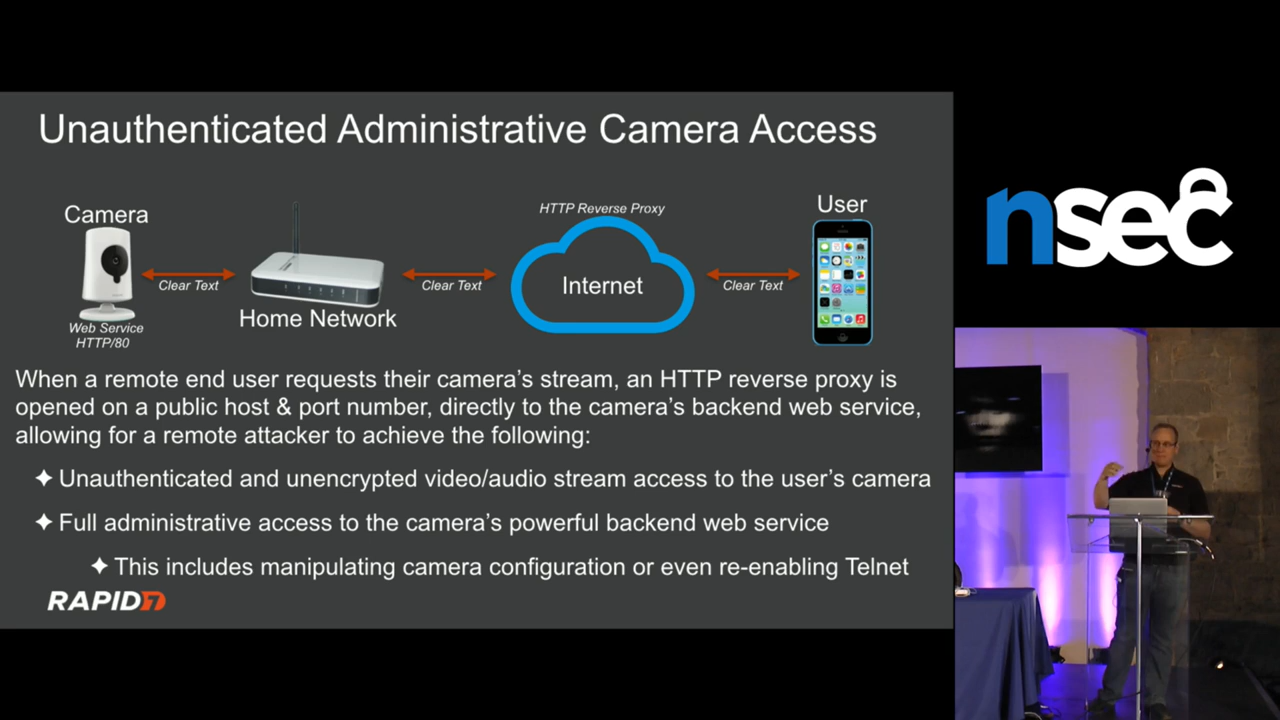 Unauthenticated Administrative Camera Access
Camera
Web Service
HTTP/80
Clear Text
Home Network
Clear Text
HTTP Reverse Proxy
Internet
Clear Text
User
When a remote end user requests their camera's stream, an HTTP reverse proxy is
opened on a public host & port number, directly to the camera's backend web service,
allowing for a remote attacker to achieve the following:
✦ Unauthenticated and unencrypted video/audio stream access to the user's camera
✦ Full administrative access to the camera's powerful backend web service
✦ This includes manipulating camera configuration or even re-enabling Telnet
RAPID7
nsec